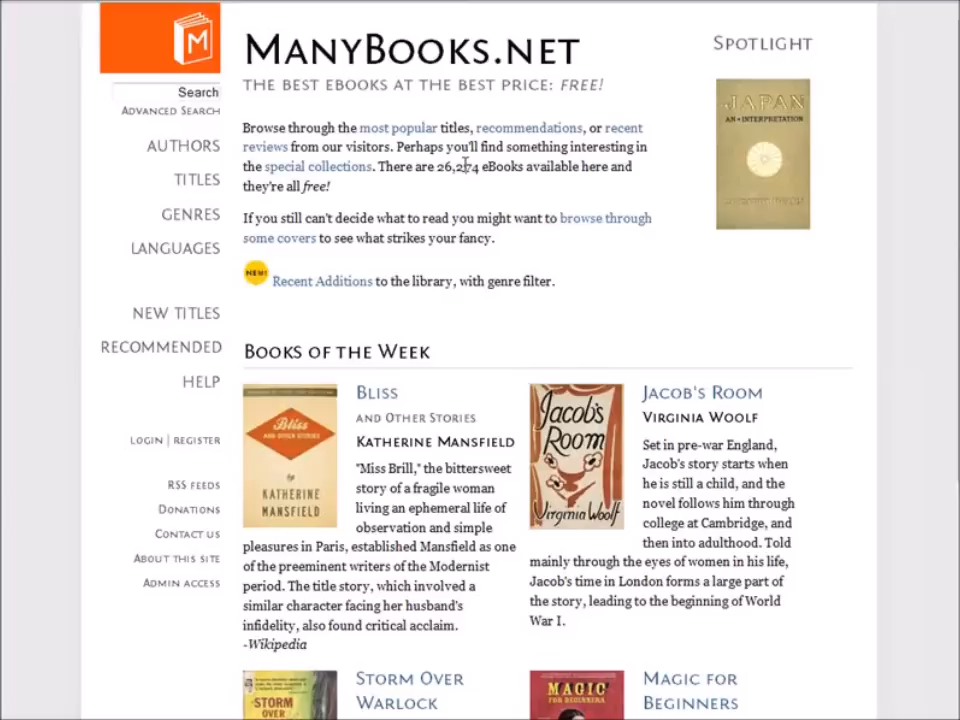 M
Search
ADVANCED SEARCH
AUTHORS
TITLES
GENRES
LANGUAGES
NEW TITLES
RECOMMENDED
HELP
LOGIN | REGISTER
RSS FEEDS
DONATIONS
CONTACT US
ABOUT THIS SITE
ADMIN ACCESS
MANYBOOKS.NET
THE BEST EBOOKS AT THE BEST PRICE: FREE!
Browse through the most popular titles, recommendations, or recent
reviews from our visitors. Perhaps you'll find something interesting in
the special collections. There are 26,274 eBooks available here and
they're all free!
If you still can't decide what to read you might want to browse through
some covers to see what strikes your fancy.
NEW!
Recent Additions to the library, with genre filter.
SPOTLIGHT
JAPAN
AN INTERPRETATION
BOOKS OF THE WEEK
Bliss
AND OTHER STORIES
by
KATHERINE
MANSFIELD
BLISS
AND OTHER STORIES
KATHERINE MANSFIELD
"Miss Brill," the bittersweet
story of a fragile woman
living an ephemeral life of
observation and simple
pleasures in Paris, established Mansfield as one
of the preeminent writers of the Modernist
period. The title story, which involved a
similar character facing her husband's
infidelity, also found critical acclaim.
-Wikipedia
Jacob's
Room
Virginia Woolf
JACOB'S ROOM
VIRGINIA WOOLF
Set in pre-war England,
Jacob's story starts when
he is still a child, and the
novel follows him through
college at Cambridge, and
then into adulthood. Told
mainly through the eyes of women in his life,
Jacob's time in London forms a large part of
the story, leading to the beginning of World
War I.
STORM
OVER
STORM OVER
WARLOCK
MAGIC
FOR BEGINNERS
MAGIC FOR
BEGINNERS